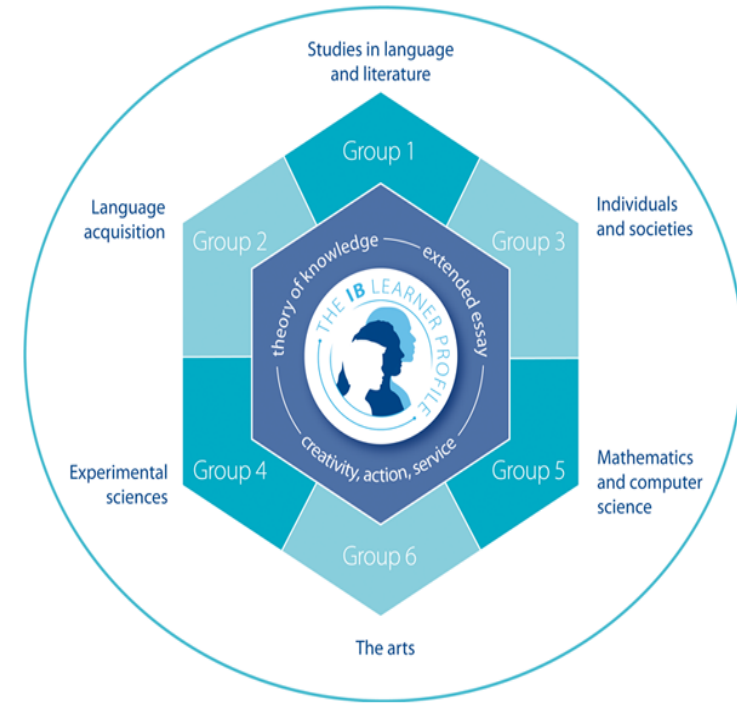 Studies in language
and literature
Group 1
Language
acquisition
Group 2
Group 3
Individuals
and societies
theory of knowledge
extended essay
THE IB LEARNER PROFILE
creativity, action, service
Experimental
sciences
Group 4
Group 5
Mathematics
and computer
science
Group 6
The arts